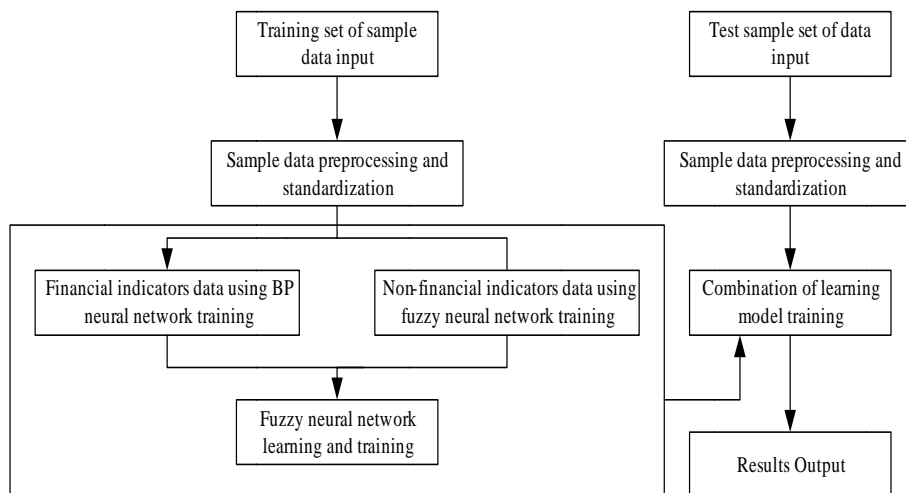 Training set of sample
data input
Test sample set of data
input
Sample data preprocessing and
standardization
Sample data preprocessing and
standardization
Financial indicators data using BP
neural network training
Non-financial indicators data using
fuzzy neural network training
Combination of learning
model training
Fuzzy neural network
learning and training
Results Output